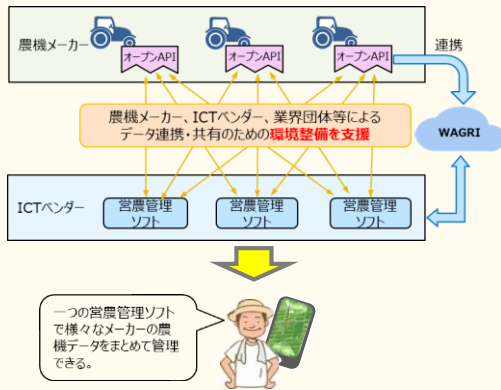 農機メーカー
オープンAPI
オープンAPI
オープンAPI
連携
農機メーカー、ICTベンダー、業界団体等による
データ連携・共有のための環境整備を支援
WAGRI
ICTベンダー
営農管理
ソフト
営農管理
ソフト
営農管理
ソフト
一つの営農管理ソフト
で様々なメーカーの農
機データをまとめて管理
できる。